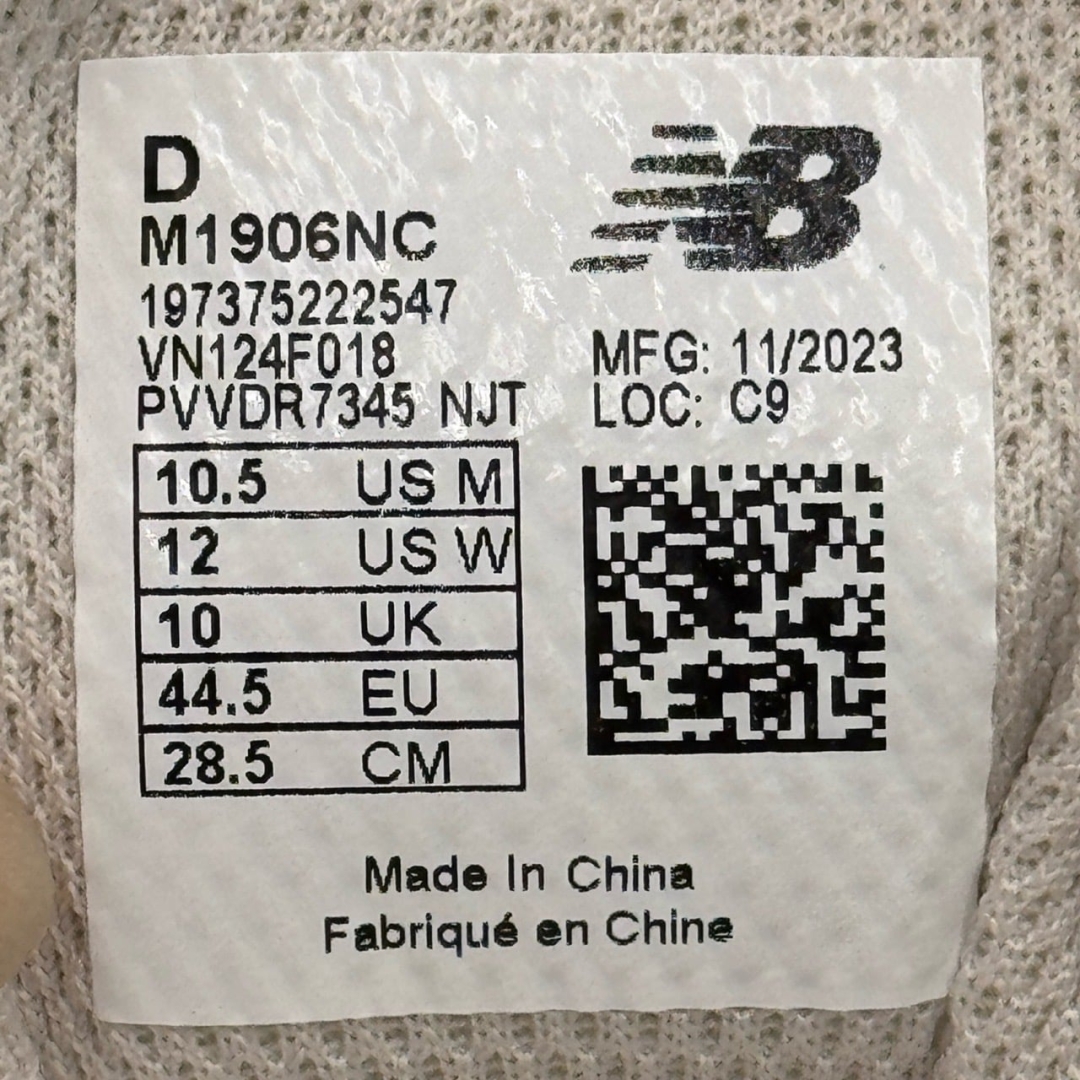 D
M1906NC
197375222547
VN124F018
PVVDR7345 NJT
NB
MFG: 11/2023
LOC: C9
10.5 US M
12 US W
10 UK
44.5 EU
28.5 CM
Made In China
Fabriqué en Chine